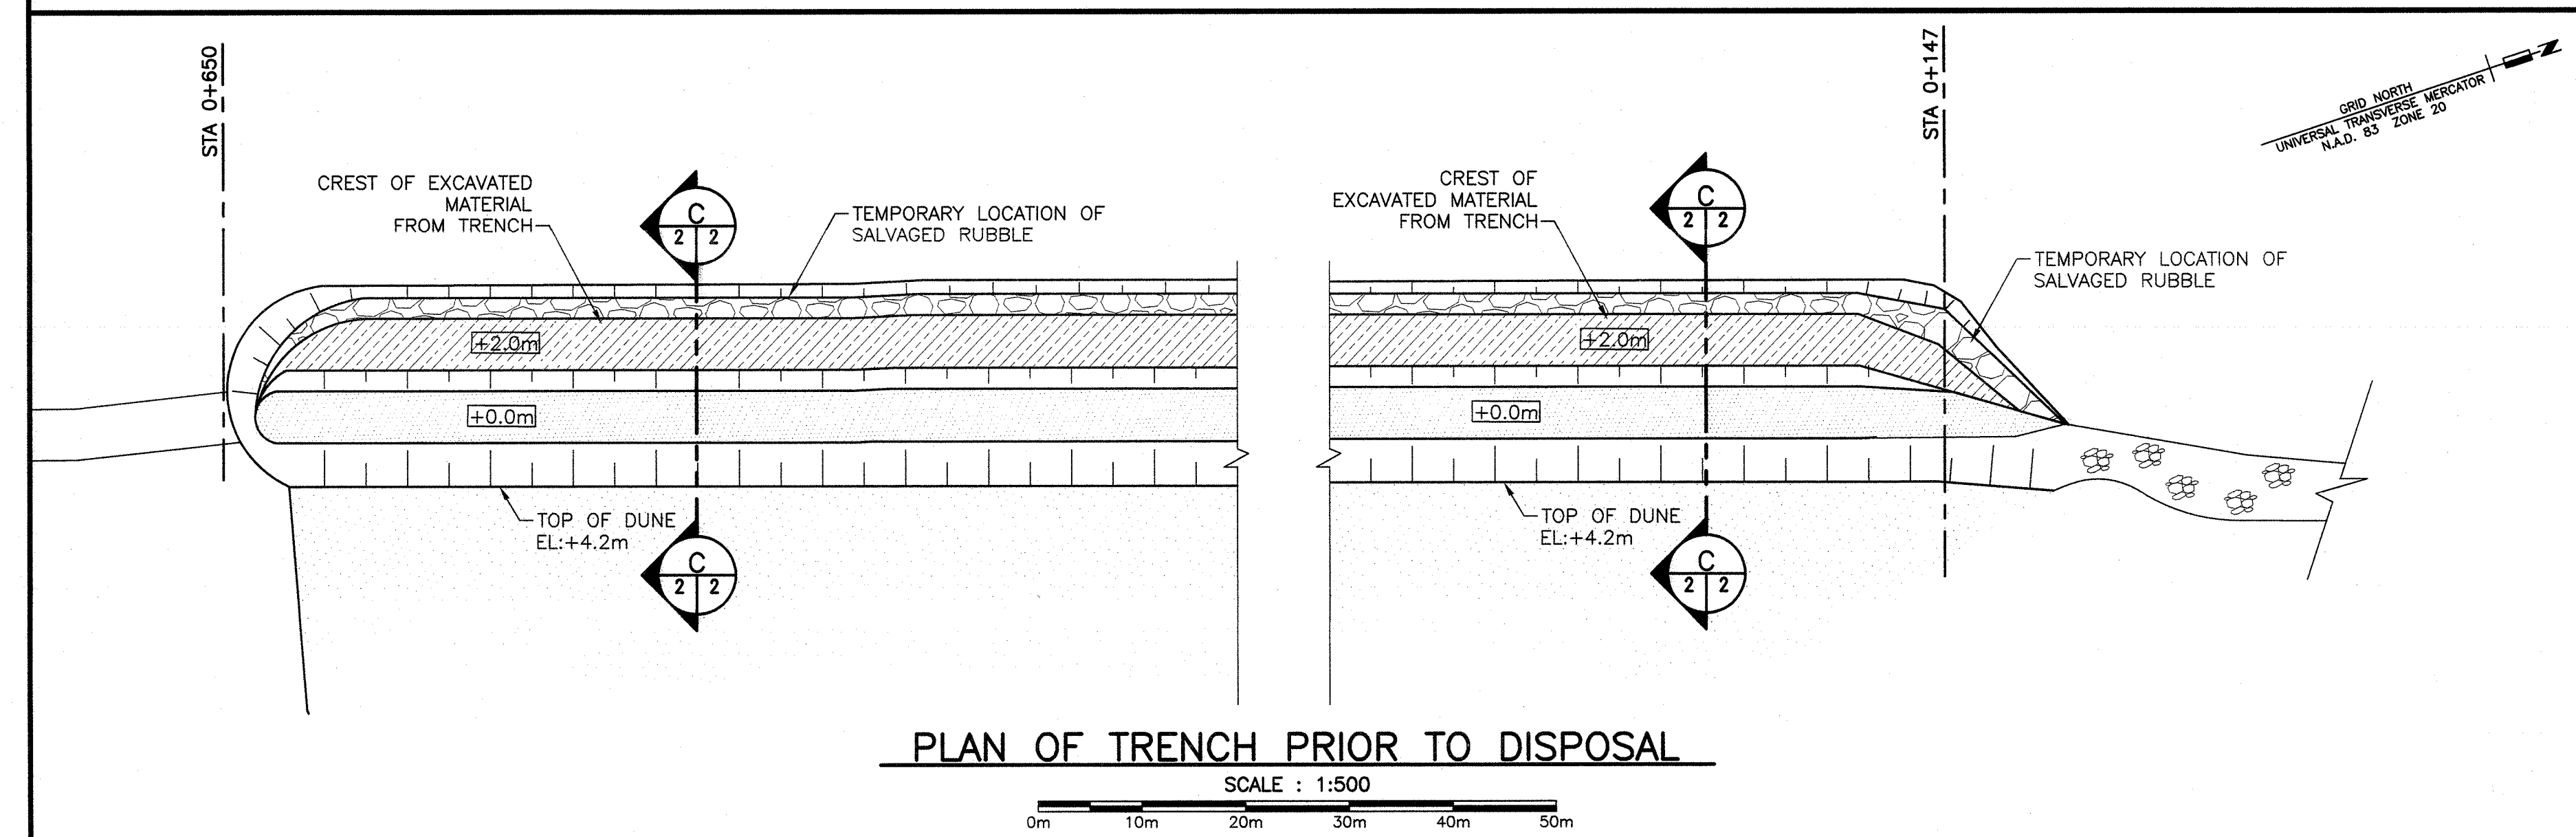 STA 0+650
STA 0+147
GRID NORTH
UNIVERSAL TRANSVERSE MERCATOR
N.A.D. 83 ZONE 20
N
CREST OF EXCAVATED
MATERIAL
FROM TRENCH
C
2 2
TEMPORARY LOCATION OF
SALVAGED RUBBLE
CREST OF
EXCAVATED MATERIAL
FROM TRENCH
C
2 2
TEMPORARY LOCATION OF
SALVAGED RUBBLE
+2.0m
+2.0m
+0.0m
+0.0m
TOP OF DUNE
EL:+4.2m
C
2 2
TOP OF DUNE
EL:+4.2m
C
2 2
PLAN OF TRENCH PRIOR TO DISPOSAL
SCALE : 1:500
0m 10m 20m 30m 40m 50m